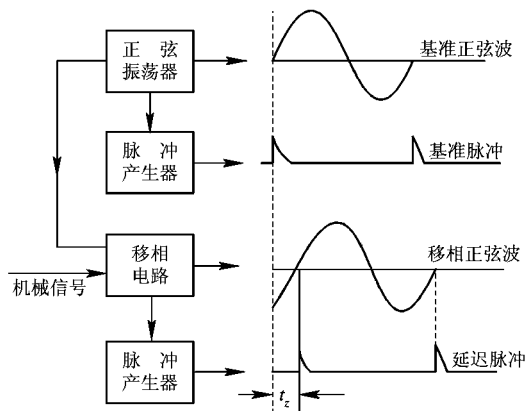 正 弦
振荡器
基准正弦波
脉 冲
产生器
基准脉冲
移相
电路
移相正弦波
机械信号
脉 冲
产生器
延迟脉冲
t_z